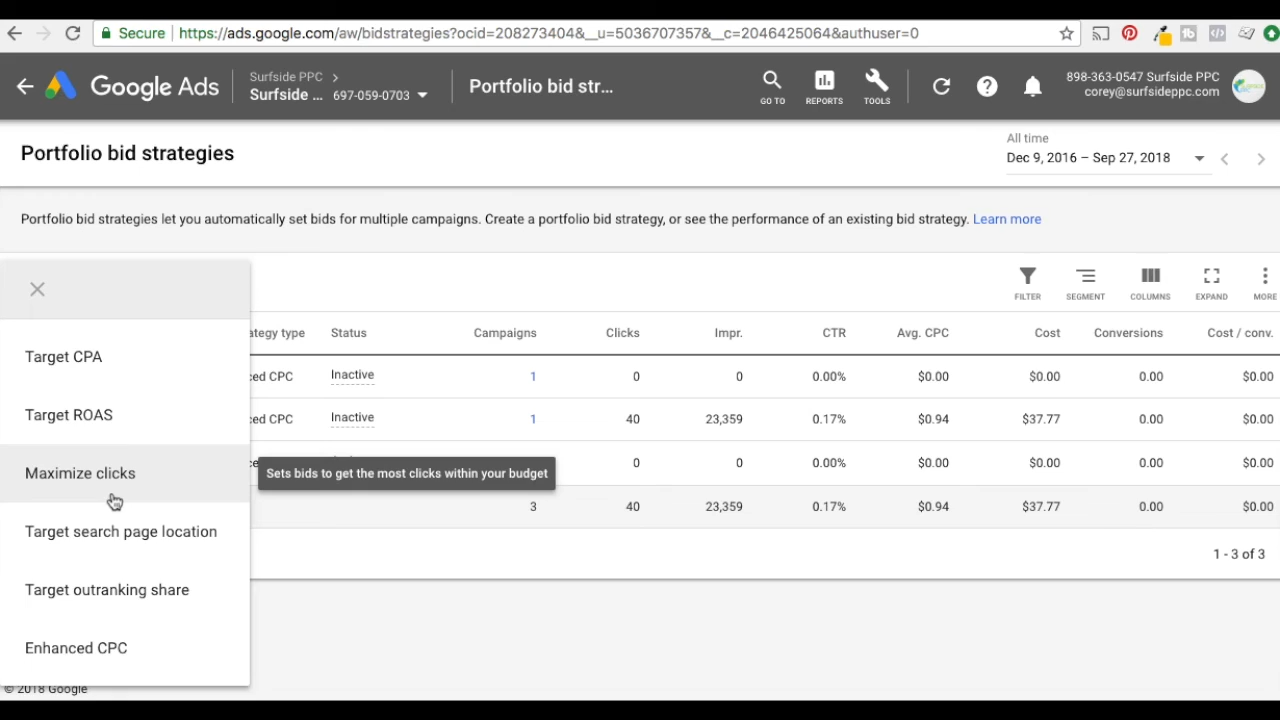 Secure https://ads.google.com/aw/bidstrategies?ocid=208273404&__u=5036707357&__c=2046425064&authuser=0
Google Ads
Surfside PPC >
Surfside ... 697-059-0703
Portfolio bid str...
GO TO
REPORTS
TOOLS
898-363-0547 Surfside PPC
corey@surfsideppc.com
Portfolio bid strategies
All time
Dec 9, 2016 – Sep 27, 2018
Portfolio bid strategies let you automatically set bids for multiple campaigns. Create a portfolio bid strategy, or see the performance of an existing bid strategy. Learn more
FILTER SEGMENT COLUMNS EXPAND MORE
ategy type Status Campaigns Clicks Impr. CTR Avg. CPC Cost Conversions Cost / conv.
ced CPC Inactive 1 0 0 0.00% $0.00 $0.00 0.00 $0.00
ced CPC Inactive 1 40 23,359 0.17% $0.94 $37.77 0.00 $0.00
0 0 0.00% $0.00 $0.00 0.00 $0.00
3 40 23,359 0.17% $0.94 $37.77 0.00 $0.00
1 - 3 of 3
Target CPA
Target ROAS
Maximize clicks
Sets bids to get the most clicks within your budget
Target search page location
Target outranking share
Enhanced CPC
© 2018 Google